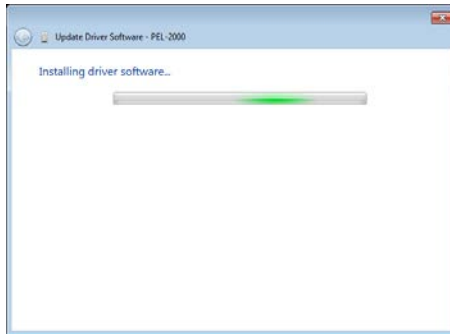 Update Driver Software - PEL-2000
Installing driver software...